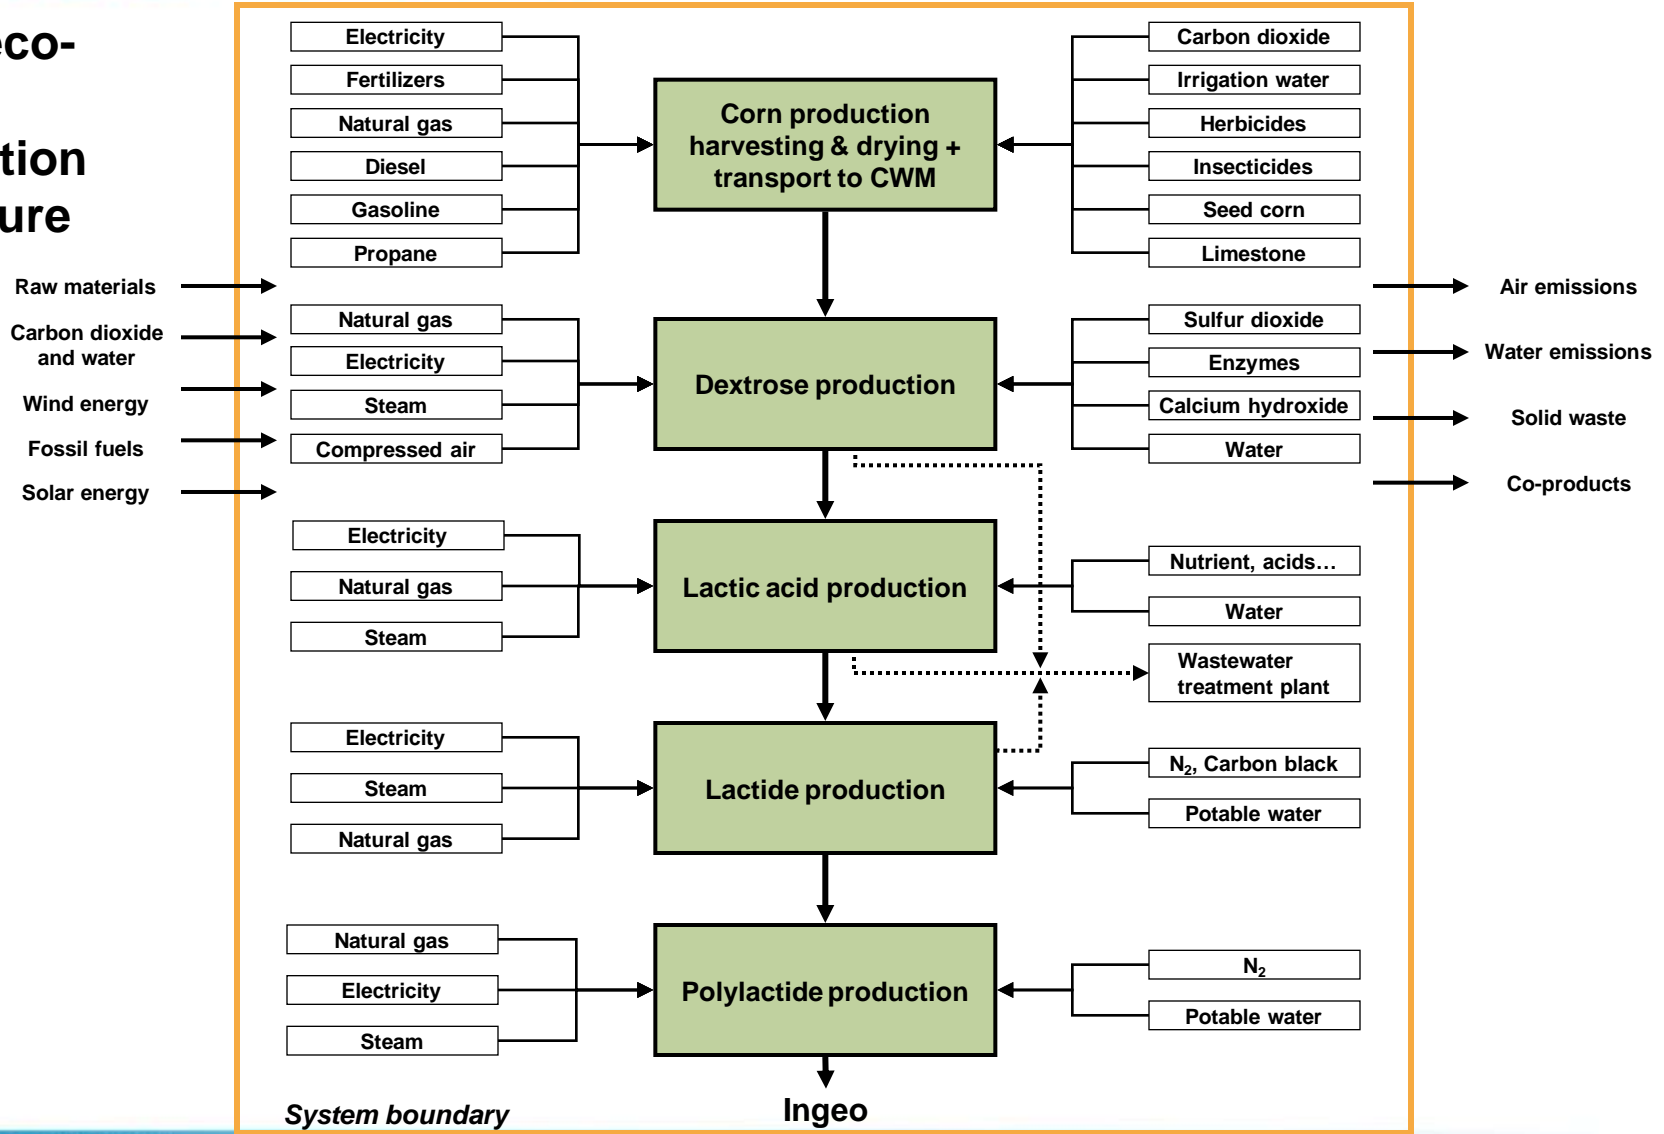 eco-
tion
ure
Electricity
Fertilizers
Natural gas
Diesel
Gasoline
Propane
Corn production
harvesting & drying +
transport to CWM
Carbon dioxide
Irrigation water
Herbicides
Insecticides
Seed corn
Limestone
Raw materials
Carbon dioxide
and water
Wind energy
Fossil fuels
Solar energy
Natural gas
Electricity
Steam
Compressed air
Dextrose production
Sulfur dioxide
Enzymes
Calcium hydroxide
Water
Air emissions
Water emissions
Solid waste
Co-products
Electricity
Natural gas
Steam
Lactic acid production
Nutrient, acids…
Water
Wastewater
treatment plant
Electricity
Steam
Natural gas
Lactide production
N₂, Carbon black
Potable water
Natural gas
Electricity
Steam
Polylactide production
N₂
Potable water
System boundary
Ingeo